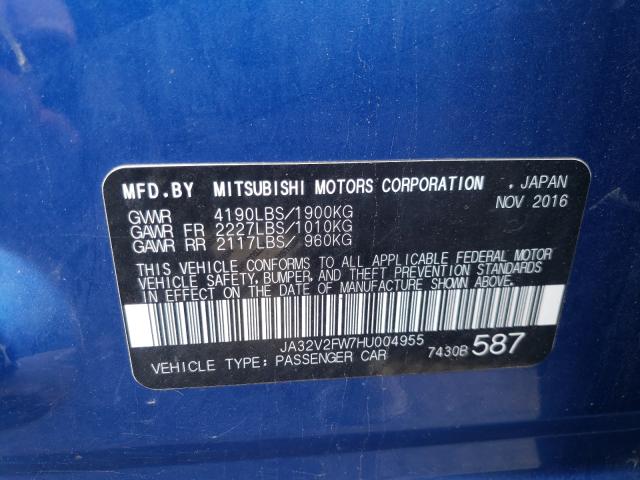 MFD.BY MITSUBISHI MOTORS CORPORATION , JAPAN
NOV 2016
GVWR 4190LBS/1900KG
GAWR FR 2227LBS/1010KG
GAWR RR 2117LBS/ 960KG
THIS VEHICLE CONFORMS TO ALL APPLICABLE FEDERAL MOTOR
VEHICLE SAFETY, BUMPER, AND THEFT PREVENTION STANDARDS
IN EFFECT ON THE DATE OF MANUFACTURE SHOWN ABOVE.
JA32V2FW7HU004955
VEHICLE TYPE: PASSENGER CAR 7430B 587